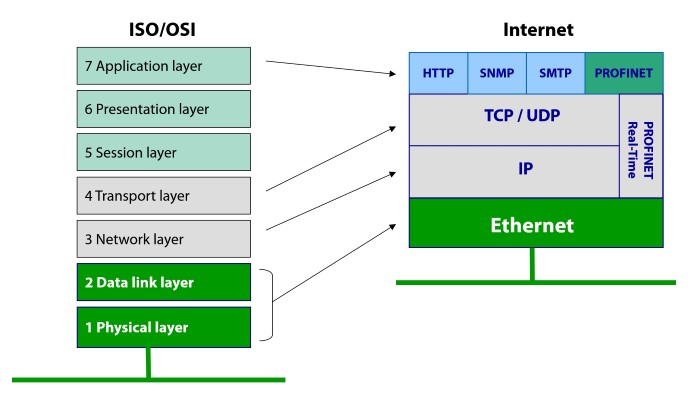 ISO/OSI
7 Application layer
6 Presentation layer
5 Session layer
4 Transport layer
3 Network layer
2 Data link layer
1 Physical layer
Internet
HTTP
SNMP
SMTP
PROFINET
TCP / UDP
IP
PROFINET
Real-Time
Ethernet